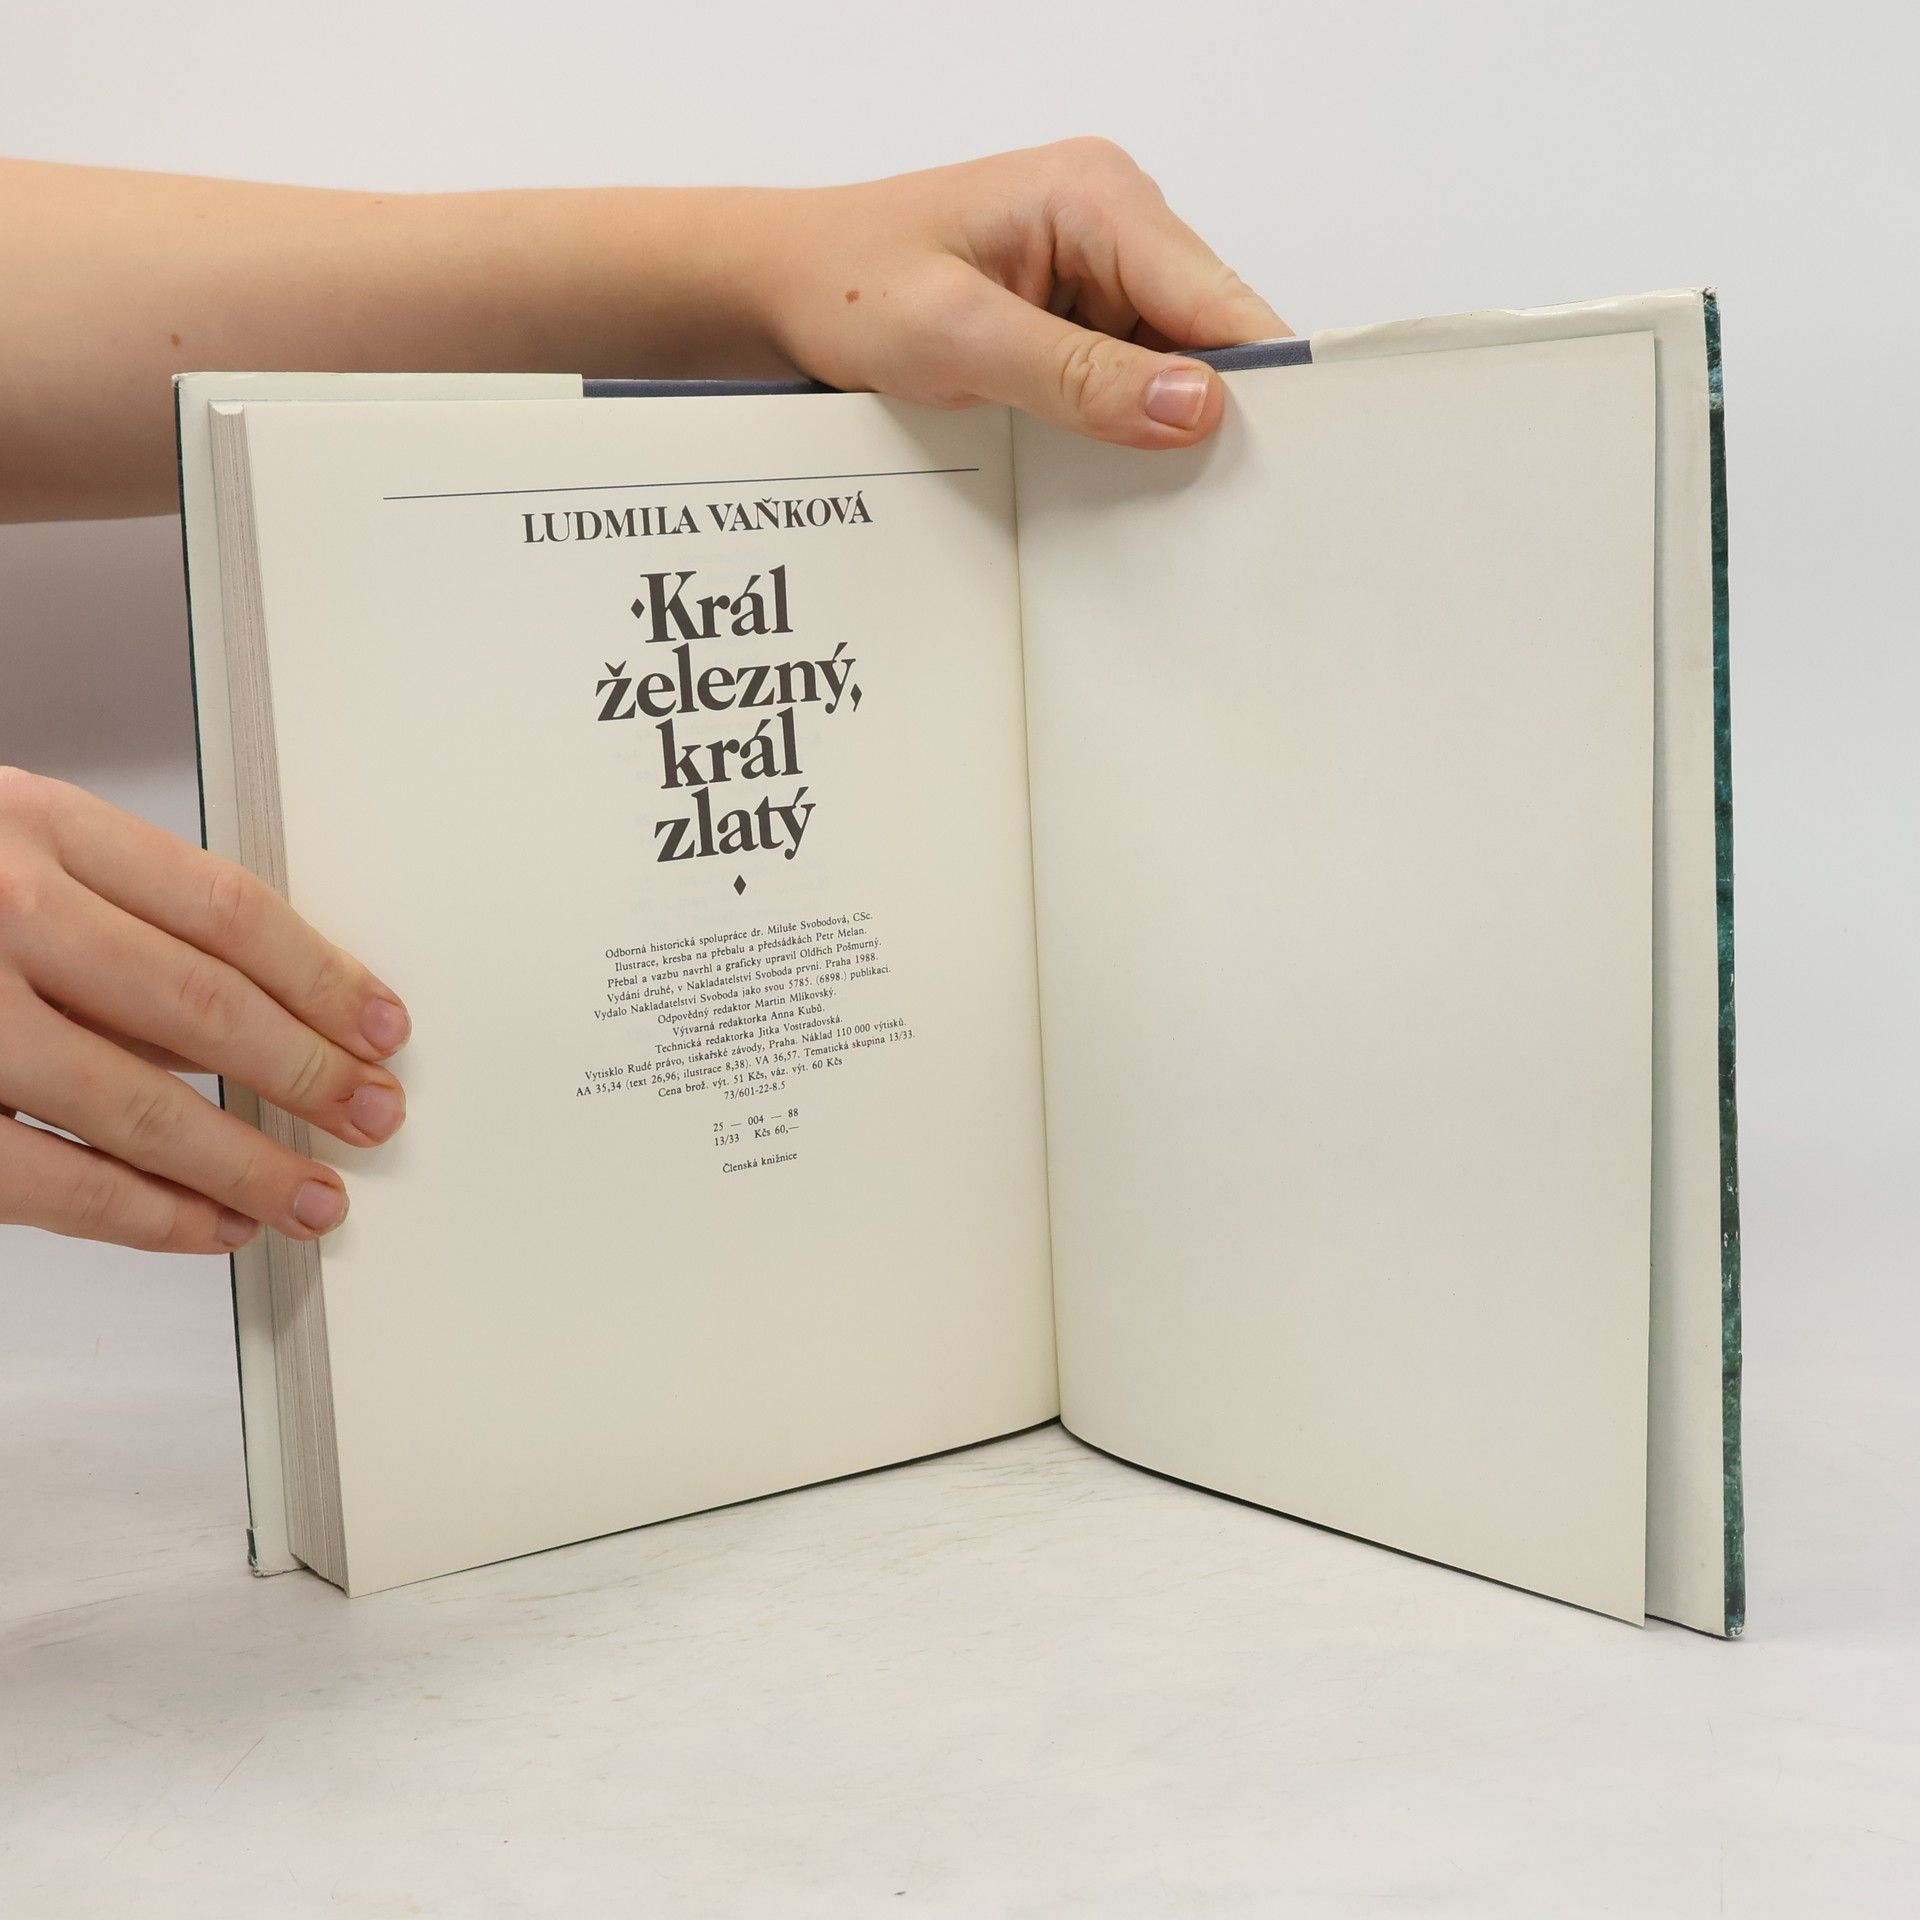 LUDMILA VAŇKOVÁ
Král
železný,
král
zlatý
Odborná historická spolupráce dr. Miluše Svobodová, CSc.
Ilustrace, kresba na přebalu a předsádkách Petr Melan.
Přebal a vazbu navrhl a graficky upravil Oldřich Pošmurný.
Vydání druhé, v Nakladatelství Svoboda první. Praha 1988.
Vydalo Nakladatelství Svoboda jako svou 5785. (6898.) publikaci.
Odpovědný redaktor Martin Mlíkovský.
Výtvarná redaktorka Anna Kubů.
Technická redaktorka Jitka Vostradovská.
Vytisklo Rudé právo, tiskařské závody, Praha. Náklad 110 000 výtisků.
AA 35,34 (text 26,96; ilustrace 8,38). VA 36,57. Tematická skupina 13/33.
Cena brož. výt. 51 Kčs, váz. výt. 60 Kčs
73/601-22-8.5
25 — 004 — 88
13/33 Kčs 60,—
Členská knižnice